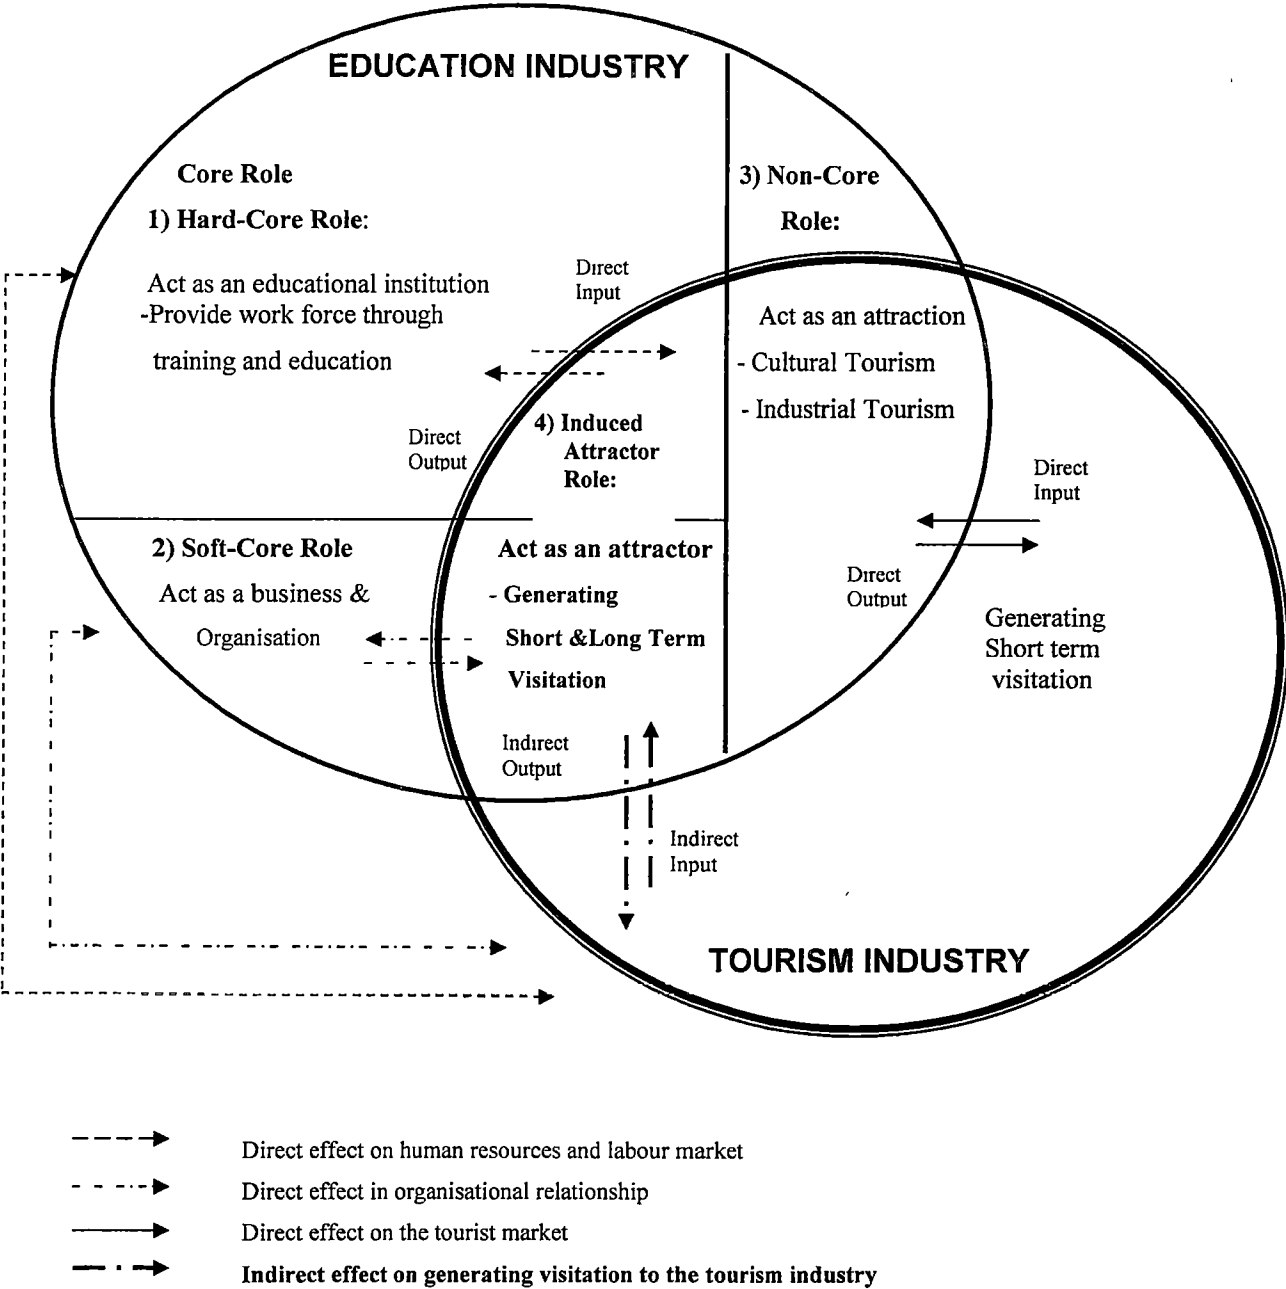 EDUCATION INDUSTRY
Core Role
1) Hard-Core Role:
Act as an educational institution
-Provide work force through
training and education
3) Non-Core
Role:
Direct
Input
Act as an attraction
- Cultural Tourism
- Industrial Tourism
Direct
Output
4) Induced
Attractor
Role:
Direct
Input
2) Soft-Core Role
Act as a business &
Organisation
Act as an attractor
- Generating
Short &Long Term
Visitation
Direct
Output
Generating
Short term
visitation
Indirect
Output
Indirect
Input
TOURISM INDUSTRY
Direct effect on human resources and labour market
Direct effect in organisational relationship
Direct effect on the tourist market
Indirect effect on generating visitation to the tourism industry